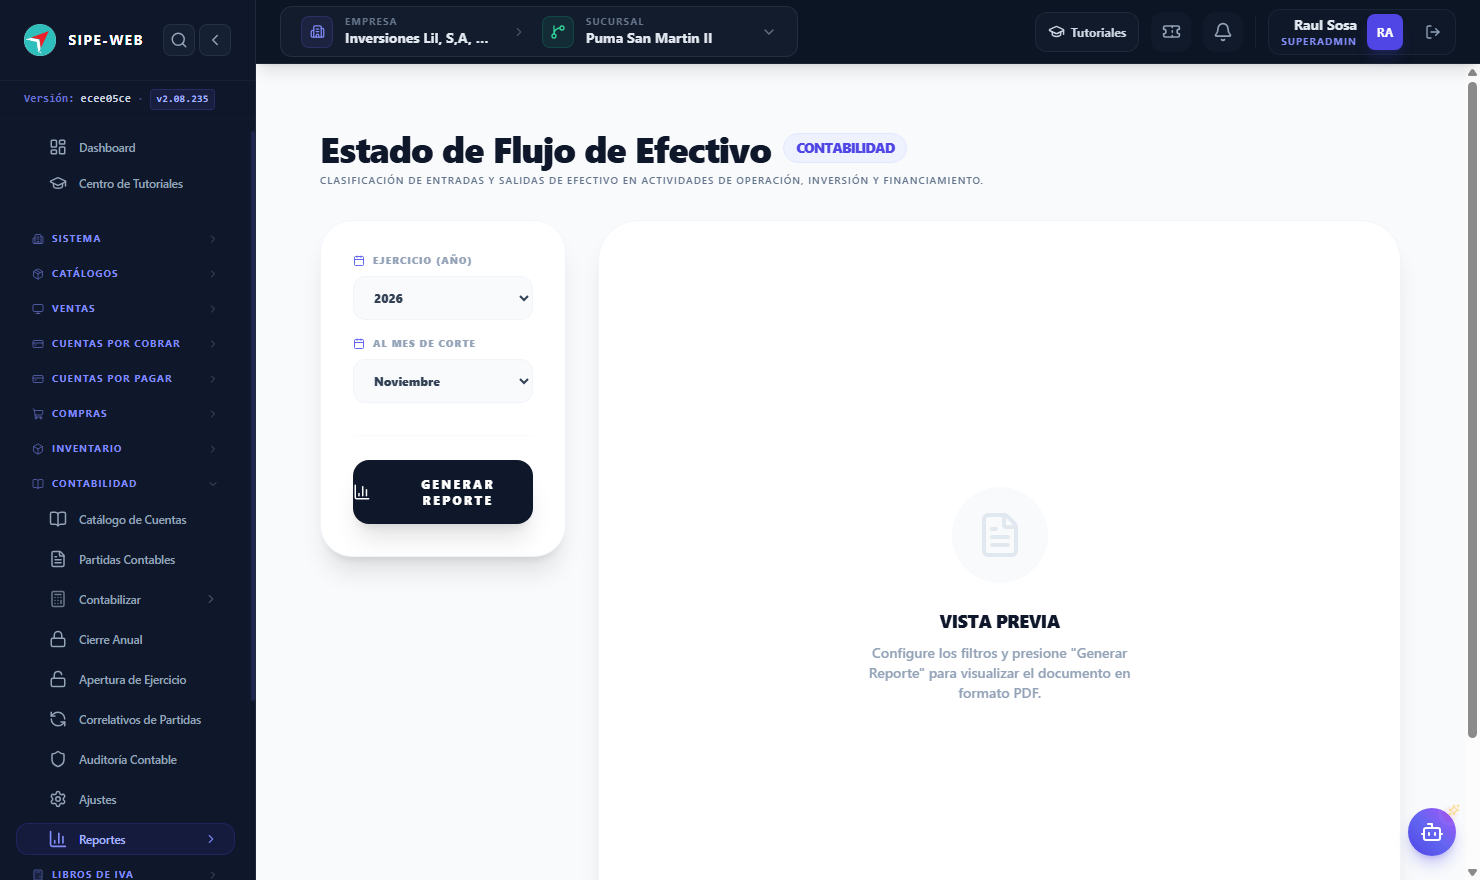 SIPE-WEB
Versión: ecee05ce · v2.08.235
Dashboard
Centro de Tutoriales
SISTEMA
CATÁLOGOS
VENTAS
CUENTAS POR COBRAR
CUENTAS POR PAGAR
COMPRAS
INVENTARIO
CONTABILIDAD
Catálogo de Cuentas
Partidas Contables
Contabilizar
Cierre Anual
Apertura de Ejercicio
Correlativos de Partidas
Auditoría Contable
Ajustes
Reportes
LIBROS DE IVA
EMPRESA
Inversiones Lil, S,A, ...
SUCURSAL
Puma San Martin II
Tutoriales
Raul Sosa
SUPERADMIN
RA
Estado de Flujo de Efectivo
CONTABILIDAD
CLASIFICACIÓN DE ENTRADAS Y SALIDAS DE EFECTIVO EN ACTIVIDADES DE OPERACIÓN, INVERSIÓN Y FINANCIAMIENTO.
EJERCICIO (AÑO)
2026
AL MES DE CORTE
Noviembre
GENERAR
REPORTE
VISTA PREVIA
Configure los filtros y presione "Generar
Reporte" para visualizar el documento en
formato PDF.